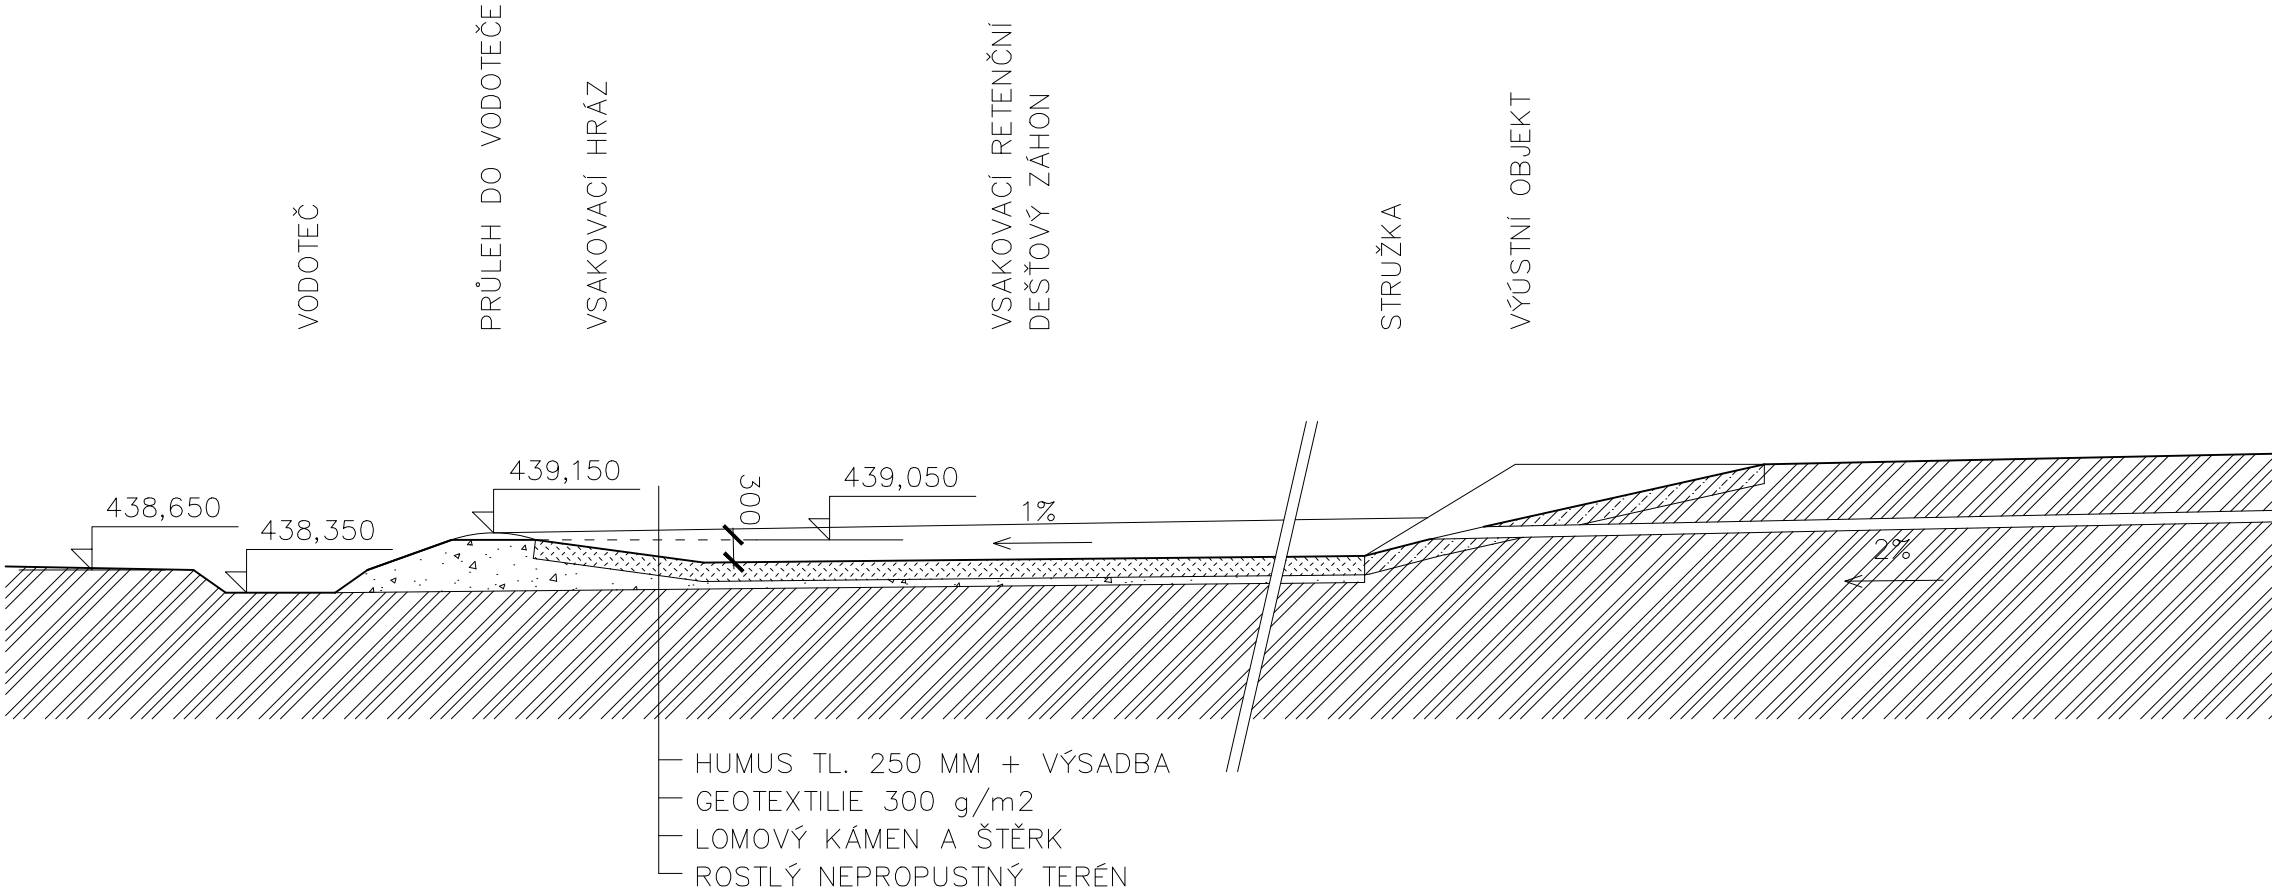 VODOTEČ
PRŮLEH DO VODOTEČE
VSAKOVACÍ HRÁZ
VSAKOVACÍ RETENČNÍ
DEŠŤOVÝ ZÁHON
STRUŽKA
VÝÚSTNÍ OBJEKT
438,650
438,350
439,150
300
439,050
1%
2%
HUMUS TL. 250 MM + VÝSADBA
GEOTEXTILIE 300 g/m2
LOMOVÝ KÁMEN A ŠTĚRK
ROSTLÝ NEPROPUSTNÝ TERÉN